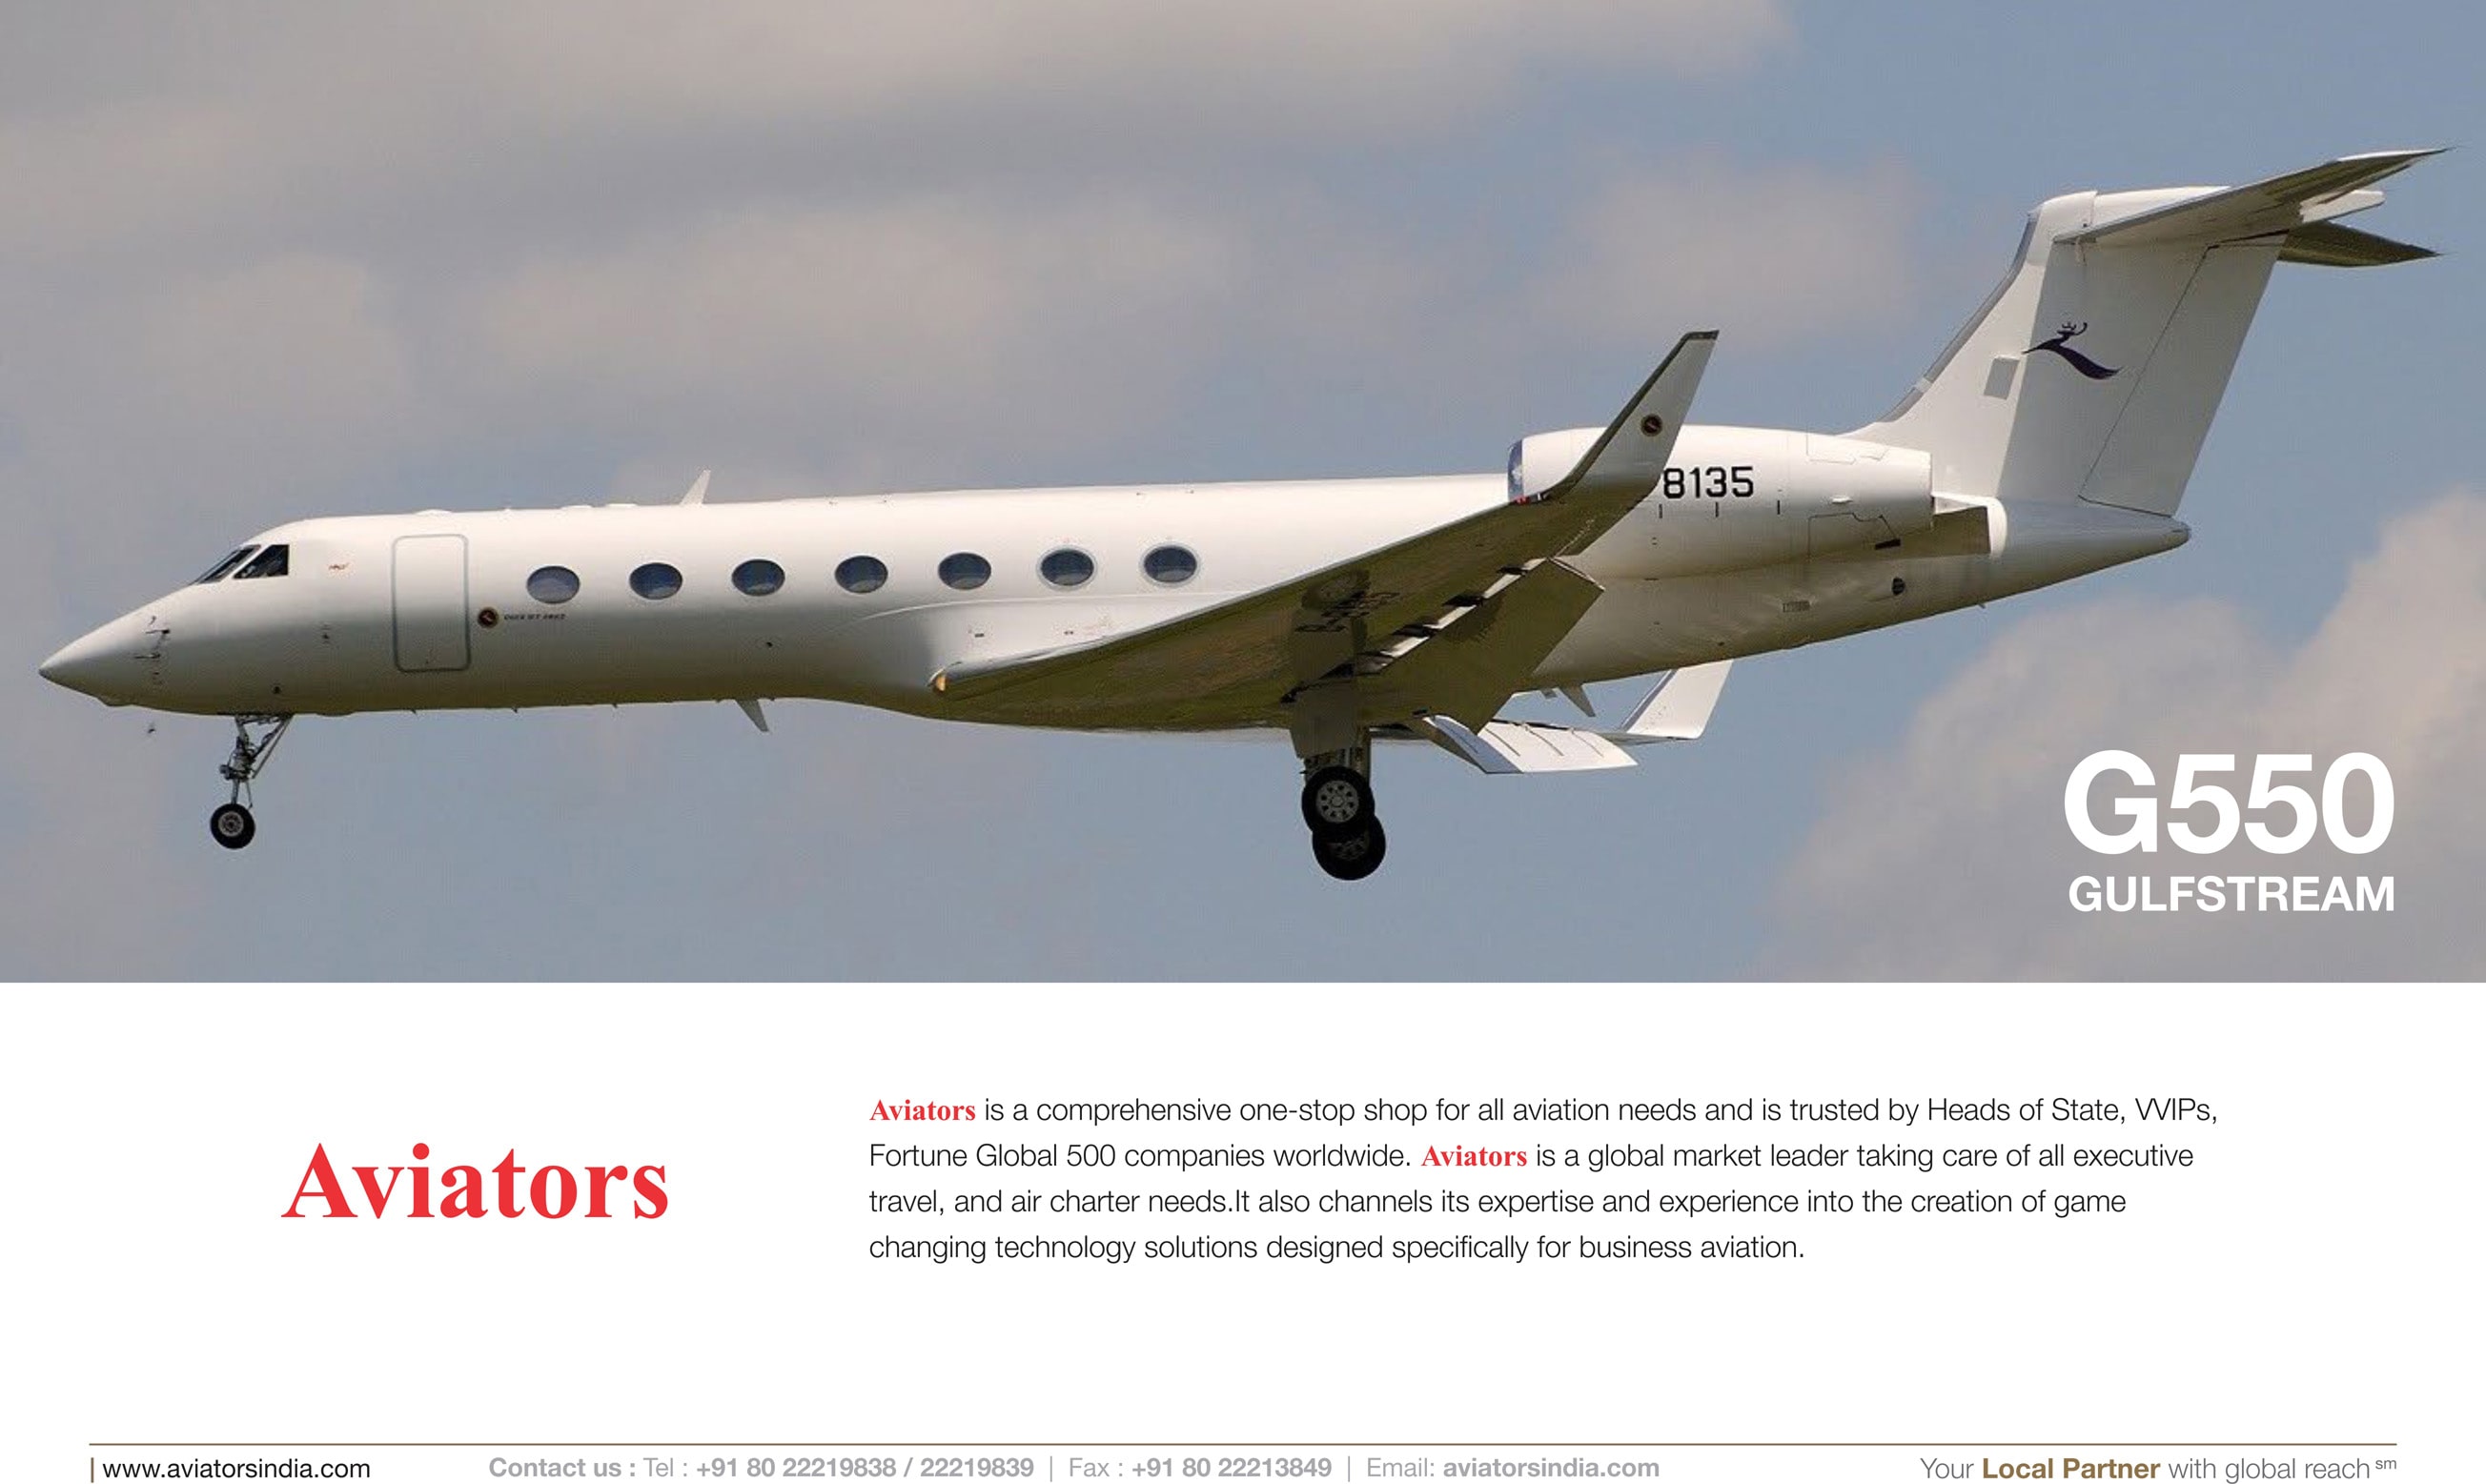 8135
G550
GULFSTREAM
Aviators
Aviators is a comprehensive one-stop shop for all aviation needs and is trusted by Heads of State, VVIPs,
Fortune Global 500 companies worldwide. Aviators is a global market leader taking care of all executive
travel, and air charter needs.It also channels its expertise and experience into the creation of game
changing technology solutions designed specifically for business aviation.
| www.aviatorsindia.com
Contact us : Tel : +91 80 22219838 / 22219839 | Fax : +91 80 22213849 | Email: aviatorsindia.com
Your Local Partner with global reach sm